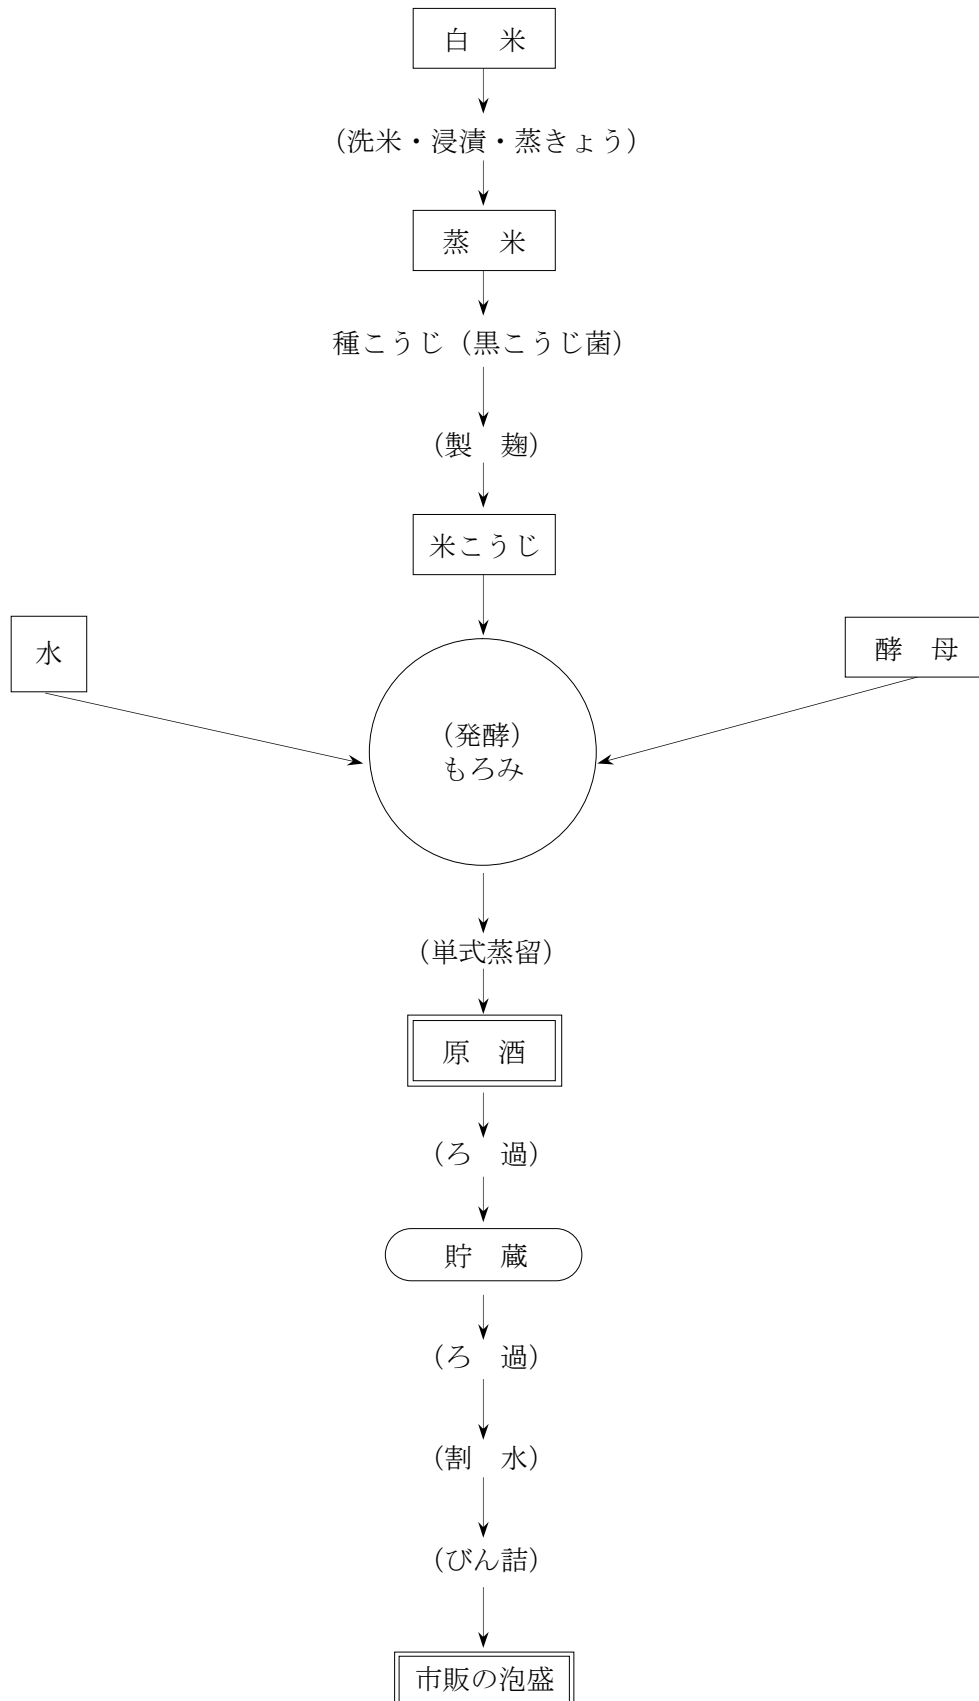 白　米
（洗米・浸漬・蒸きょう）
蒸　米
種こうじ（黒こうじ菌）
（製　麹）
米こうじ
水
酵　母
（発酵）
もろみ
（単式蒸留）
原　酒
（ろ　過）
貯　蔵
（ろ　過）
（割　水）
（びん詰）
市販の泡盛